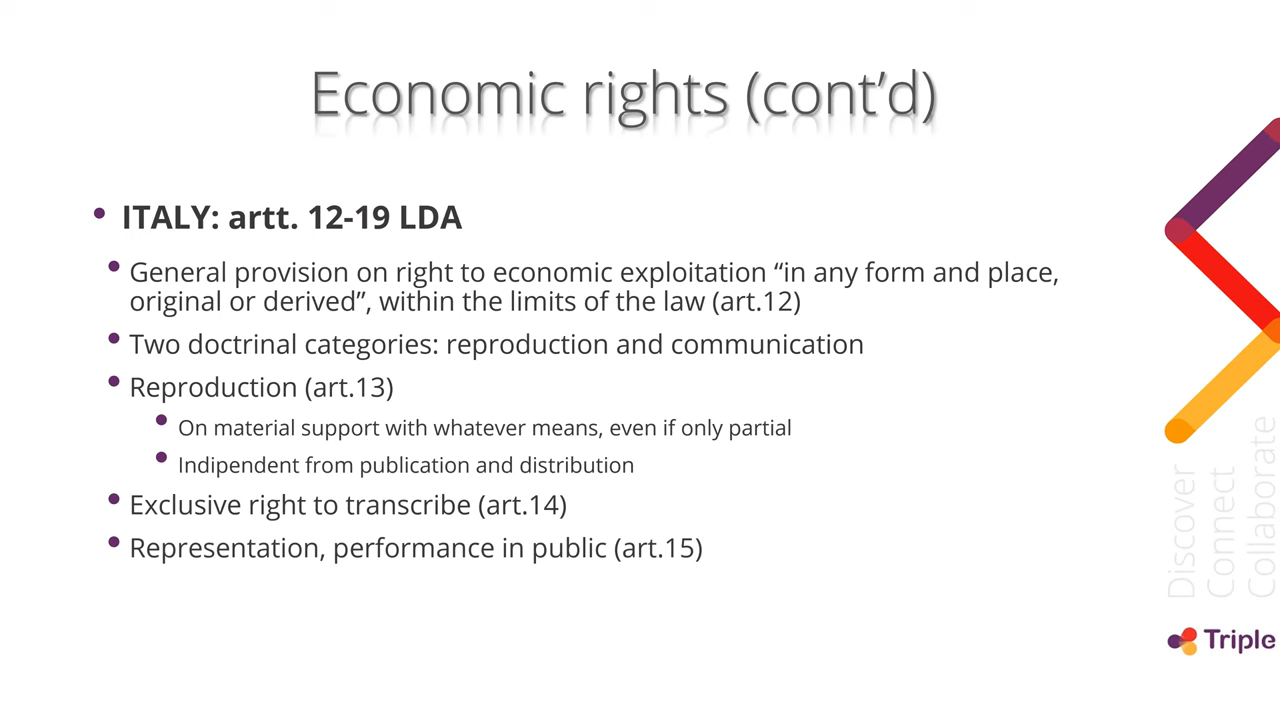 Economic rights (cont’d)
• ITALY: artt. 12-19 LDA
• General provision on right to economic exploitation “in any form and place,
original or derived”, within the limits of the law (art.12)
• Two doctrinal categories: reproduction and communication
• Reproduction (art.13)
• On material support with whatever means, even if only partial
• Indipendent from publication and distribution
• Exclusive right to transcribe (art.14)
• Representation, performance in public (art.15)
Discover
Connect
Collaborate
Triple